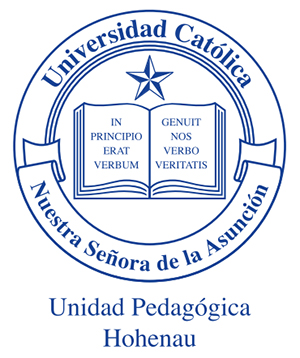 Universidad Católica
IN
PRINCIPIO
ERAT
VERBUM
GENUIT
NOS
VERBO
VERITATIS
Nuestra Señora de la Asunción
Unidad Pedagógica
Hohenau